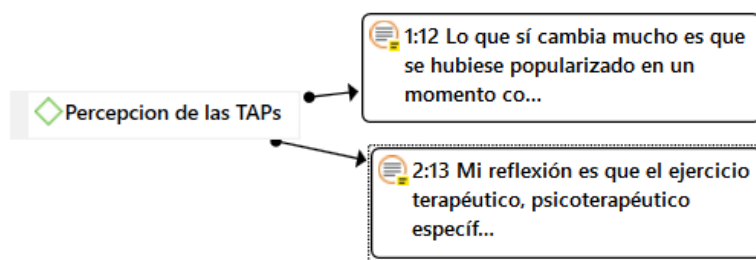 Percepcion de las TAPs
1:12 Lo que sí cambia mucho es que
se hubiese popularizado en un
momento co...
2:13 Mi reflexión es que el ejercicio
terapéutico, psicoterapéutico
específ...